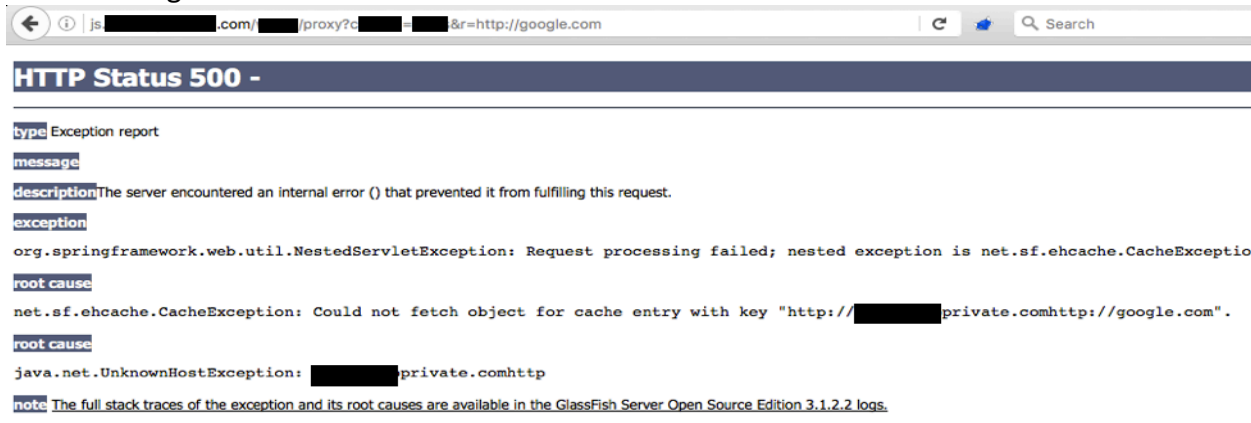 js. .com/ /proxy?c = &r=http://google.com
Search
HTTP Status 500 -
type Exception report
message
descriptionThe server encountered an internal error () that prevented it from fulfilling this request.
exception
org.springframework.web.util.NestedServletException: Request processing failed; nested exception is net.sf.ehcache.CacheExceptio
root cause
net.sf.ehcache.CacheException: Could not fetch object for cache entry with key "http:// private.comhttp://google.com".
root cause
java.net.UnknownHostException: private.comhttp
note The full stack traces of the exception and its root causes are available in the GlassFish Server Open Source Edition 3.1.2.2 logs.